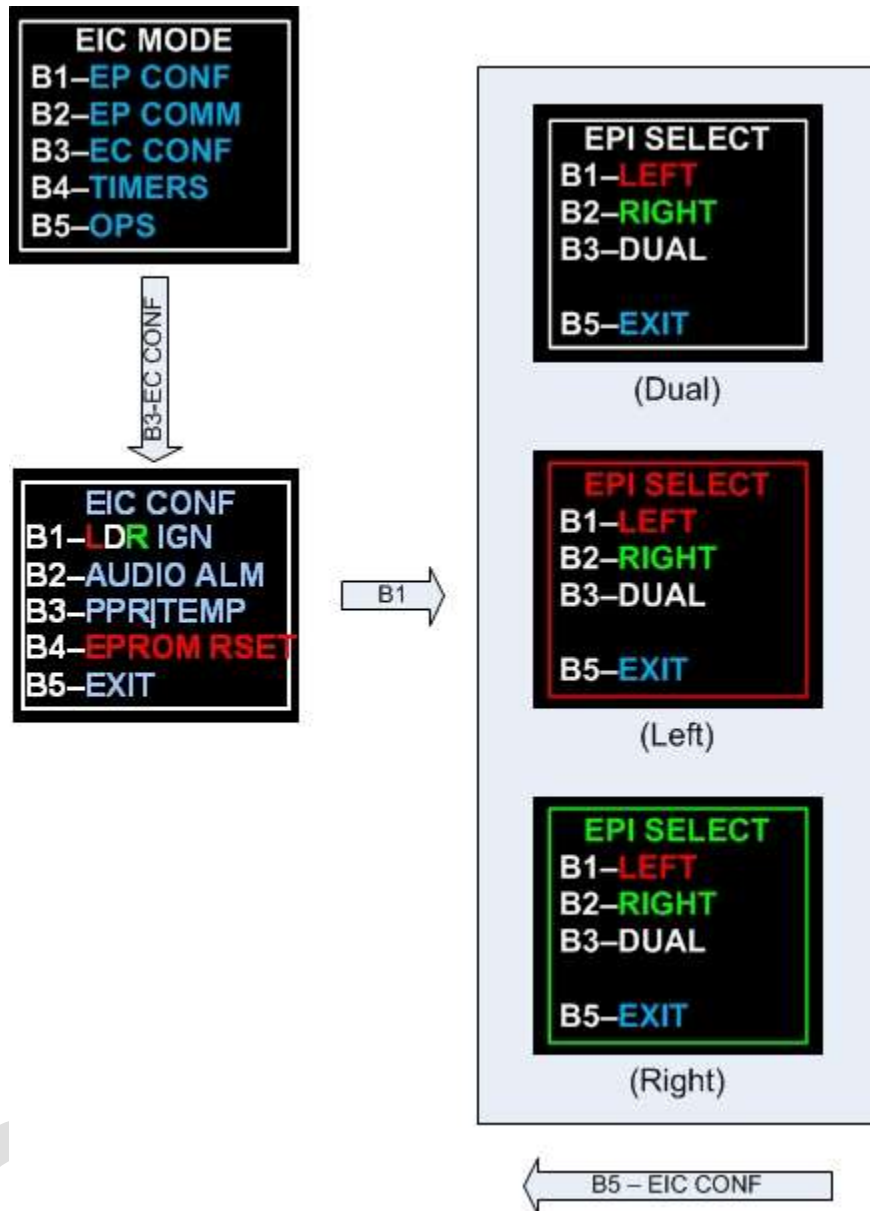 EIC MODE
B1–EP CONF
B2–EP COMM
B3–EC CONF
B4–TIMERS
B5–OPS
B3-EC CONF
EIC CONF
B1–LDR IGN
B2–AUDIO ALM
B3–PPR|TEMP
B4–EPROM RSET
B5–EXIT
B1
EPI SELECT
B1–LEFT
B2–RIGHT
B3–DUAL
B5–EXIT
(Dual)
EPI SELECT
B1–LEFT
B2–RIGHT
B3–DUAL
B5–EXIT
(Left)
EPI SELECT
B1–LEFT
B2–RIGHT
B3–DUAL
B5–EXIT
(Right)
B5 – EIC CONF